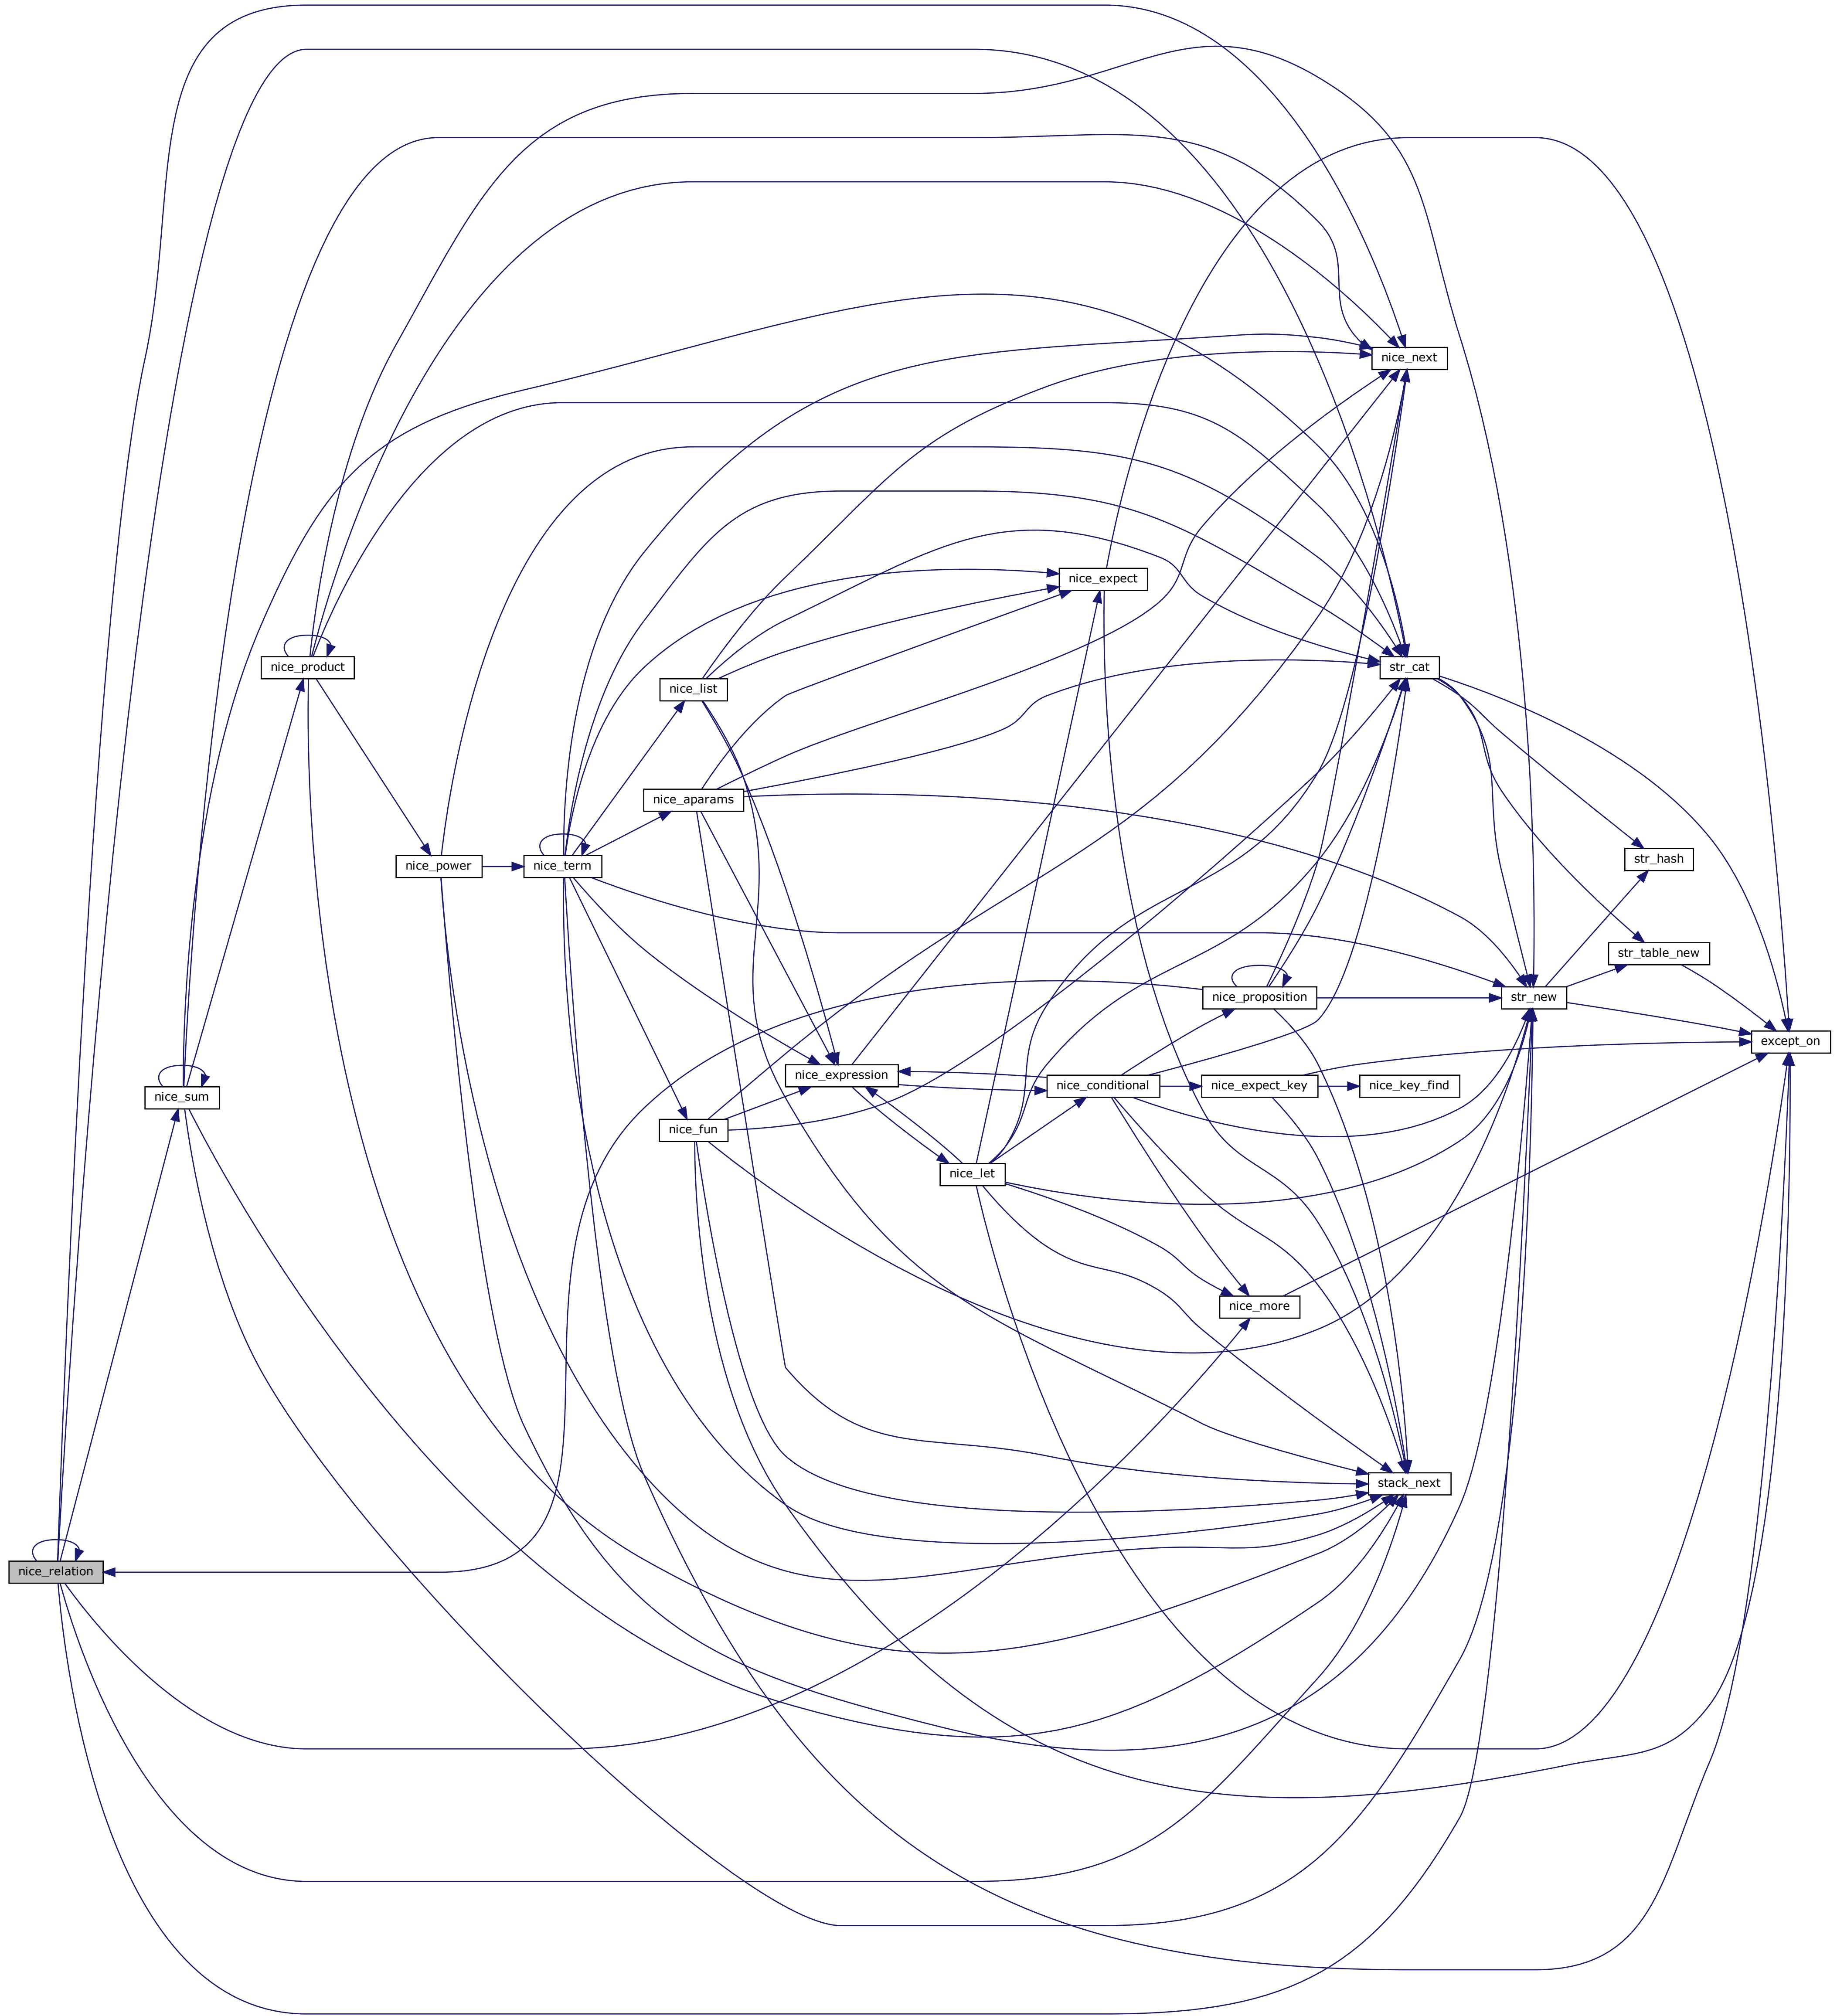 nice_next
nice_expect
nice_product
str_cat
nice_list
nice_aparams
str_hash
nice_power
nice_term
str_table_new
nice_proposition
str_new
except_on
nice_expression
nice_conditional
nice_expect_key
nice_key_find
nice_sum
nice_fun
nice_let
nice_more
stack_next
nice_relation